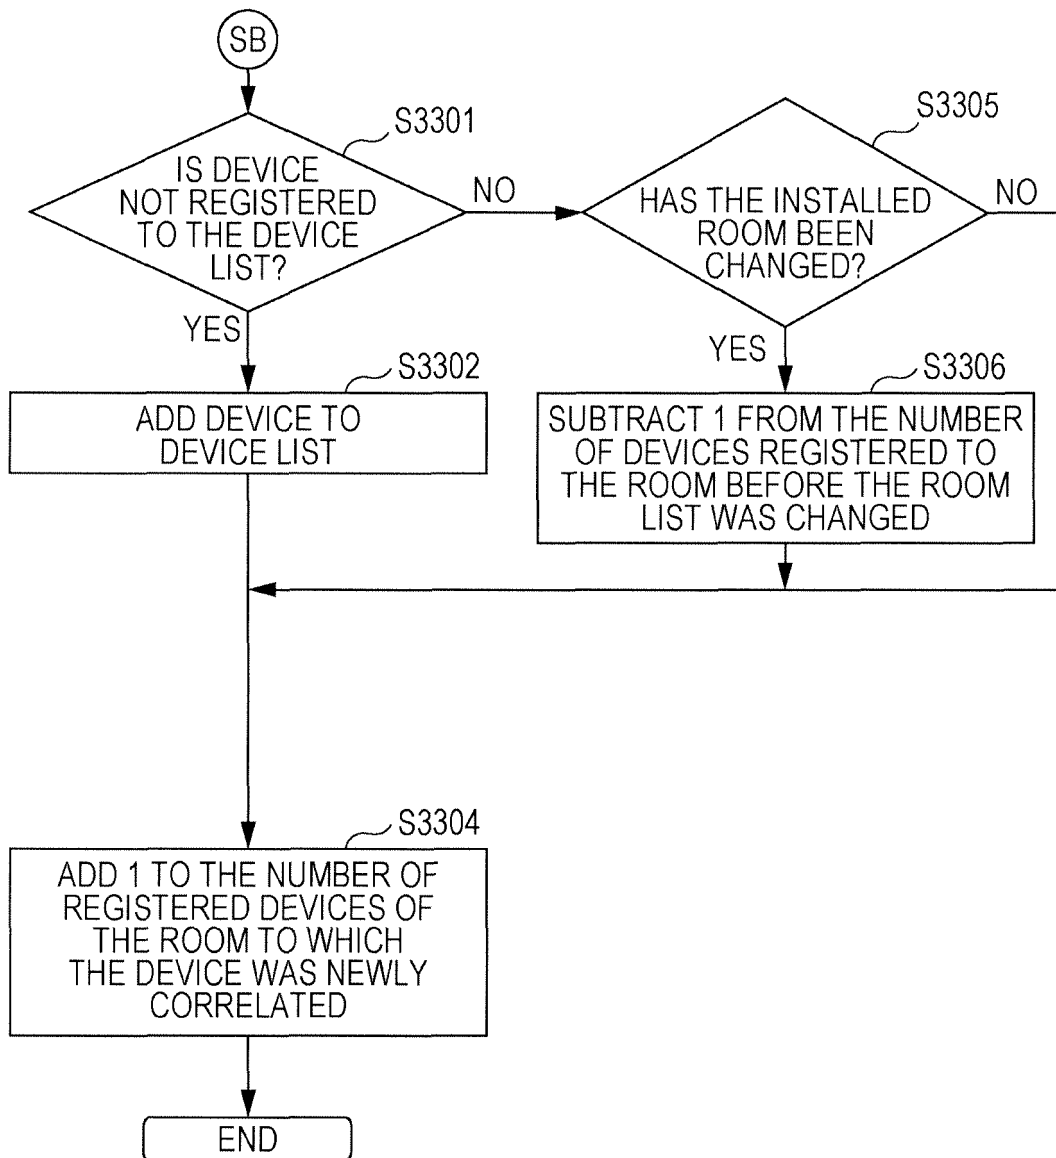 SB
S3301
IS DEVICE
NOT REGISTERED
TO THE DEVICE
LIST?
NO
YES
S3305
HAS THE INSTALLED
ROOM BEEN
CHANGED?
NO
YES
S3302
ADD DEVICE TO
DEVICE LIST
S3306
SUBTRACT 1 FROM THE NUMBER
OF DEVICES REGISTERED TO
THE ROOM BEFORE THE ROOM
LIST WAS CHANGED
S3304
ADD 1 TO THE NUMBER OF
REGISTERED DEVICES OF
THE ROOM TO WHICH
THE DEVICE WAS NEWLY
CORRELATED
END